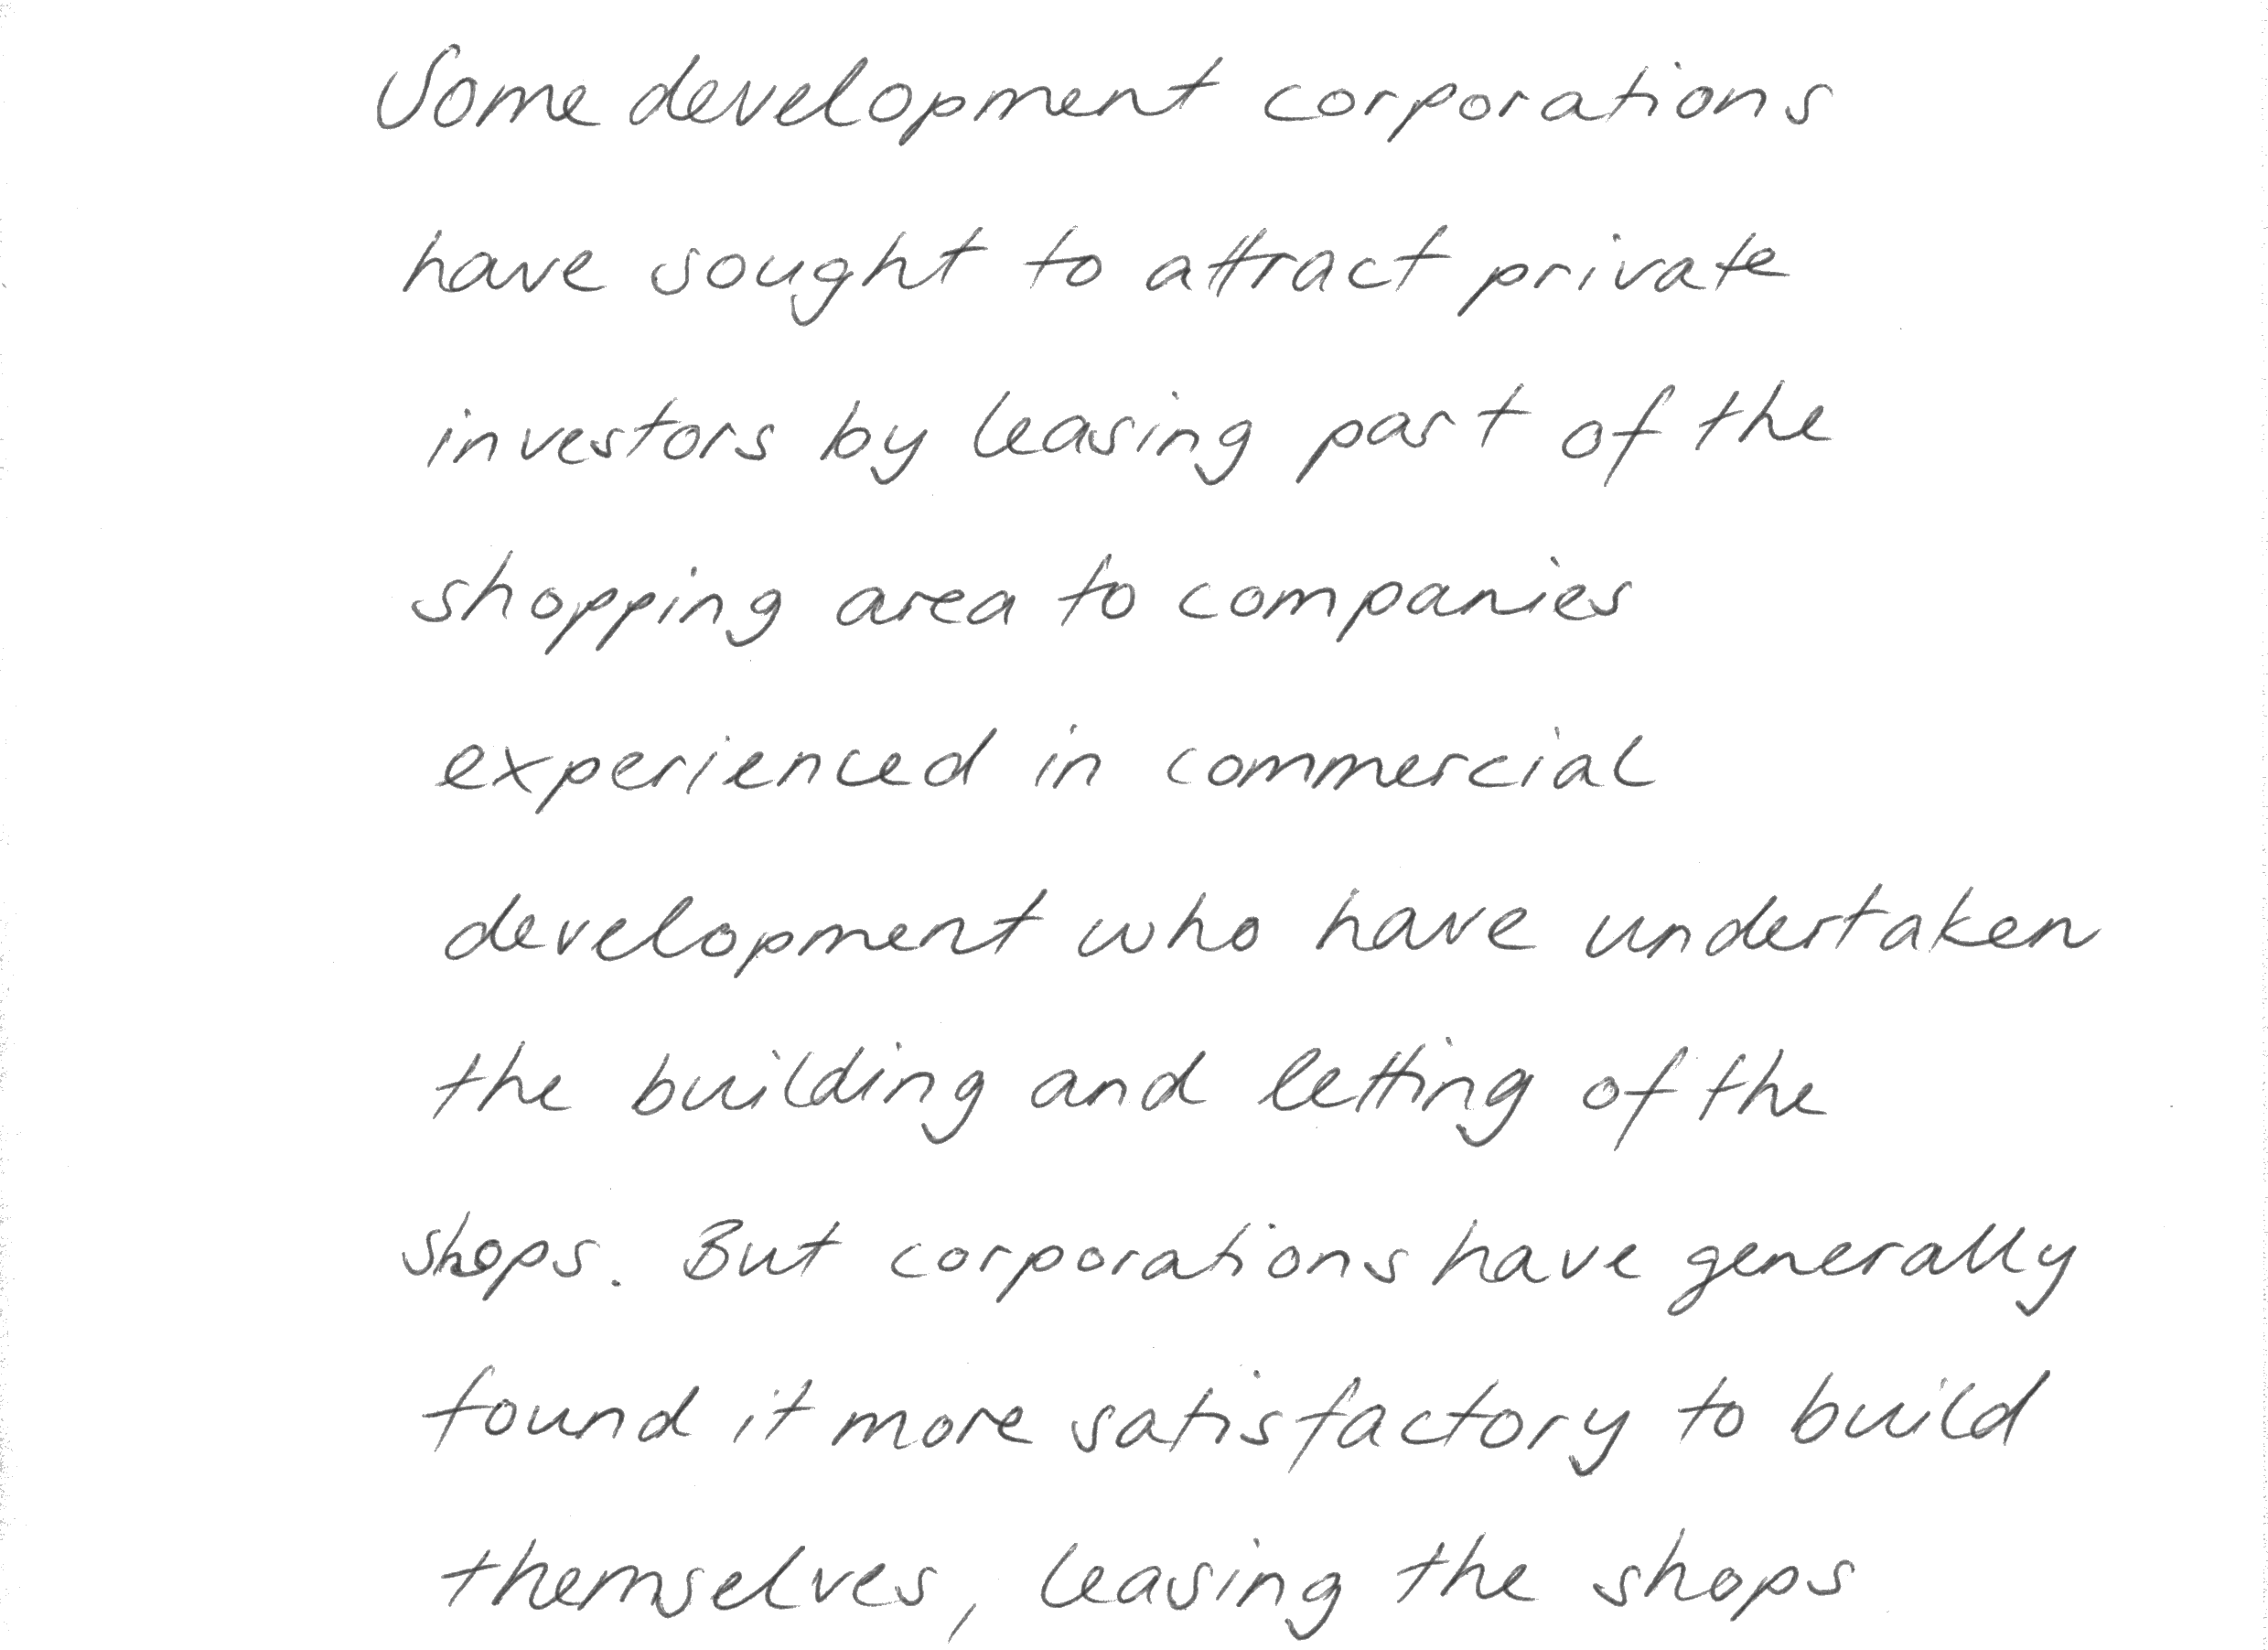 Some development corporations
have sought to attract private
investors by leasing part of the
shopping area to companies
experienced in commercial
development who have undertaken
the building and letting of the
shops. But corporations have generally
found it more satisfactory to build
themselves, leasing the shops